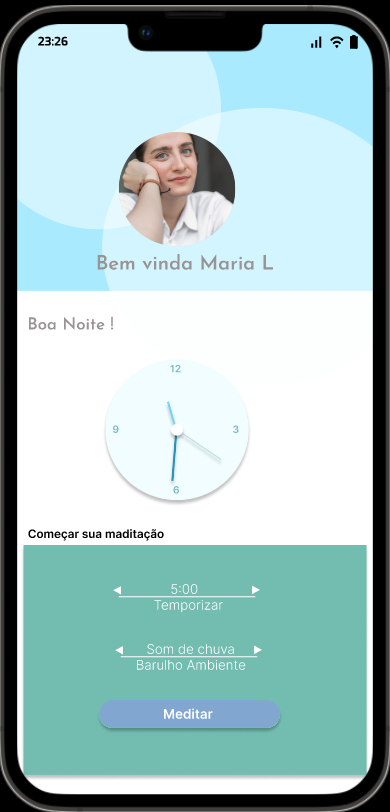 23:26
Bem vinda Maria L
Boa Noite !
12
9
3
6
Começar sua maditação
5:00
Temporizar
Som de chuva
Barulho Ambiente
Meditar